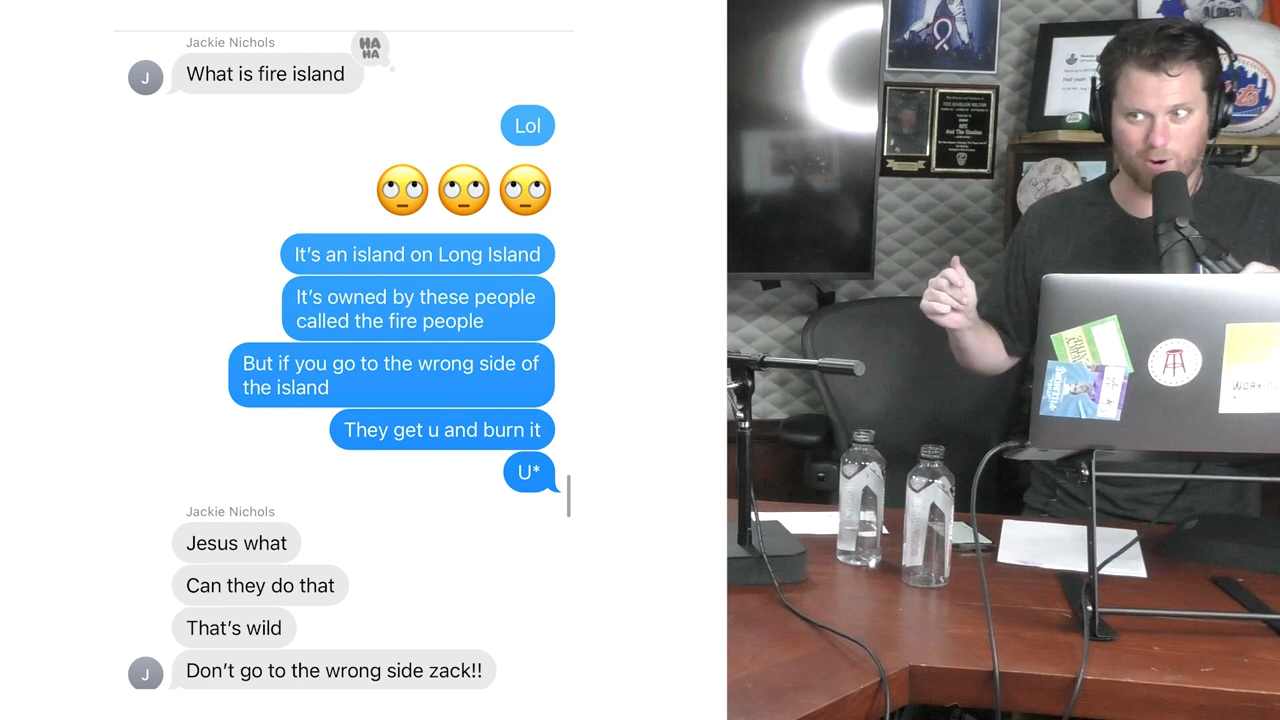 Jackie Nichols
HA
HA
J
What is fire island
Lol
It's an island on Long Island
It's owned by these people
called the fire people
But if you go to the wrong side of
the island
They get u and burn it
U*
Jackie Nichols
Jesus what
Can they do that
That's wild
J
Don't go to the wrong side zack!!
And The Studios